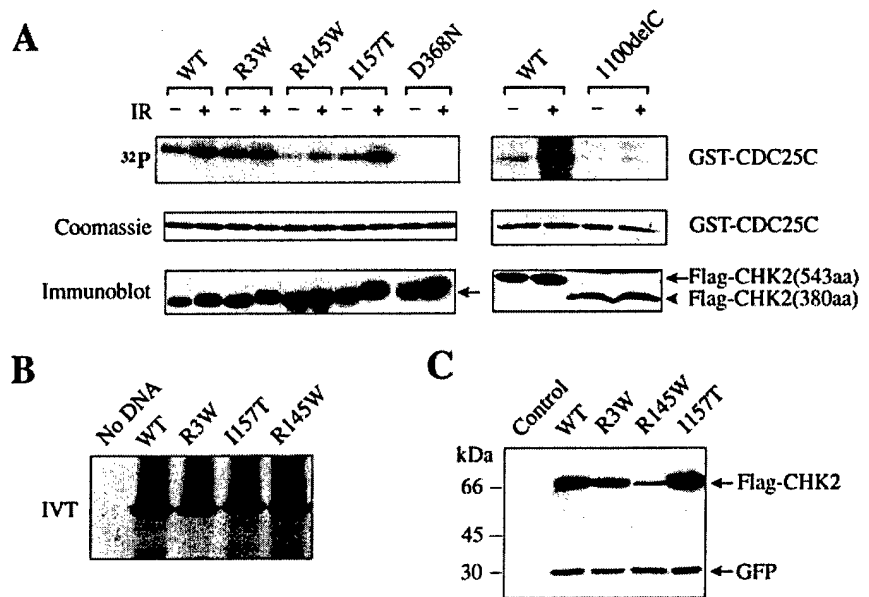 A
WT R3W R145W I157T D368N WT 1100delC
IR − + − + − + − + − + − + − +
32P GST-CDC25C
Coomassie GST-CDC25C
Immunoblot Flag-CHK2(543aa)
Flag-CHK2(380aa)
B
No DNA WT R3W I157T R145W
IVT
C
Control WT R3W R145W I157T
kDa
66 Flag-CHK2
45
30 GFP